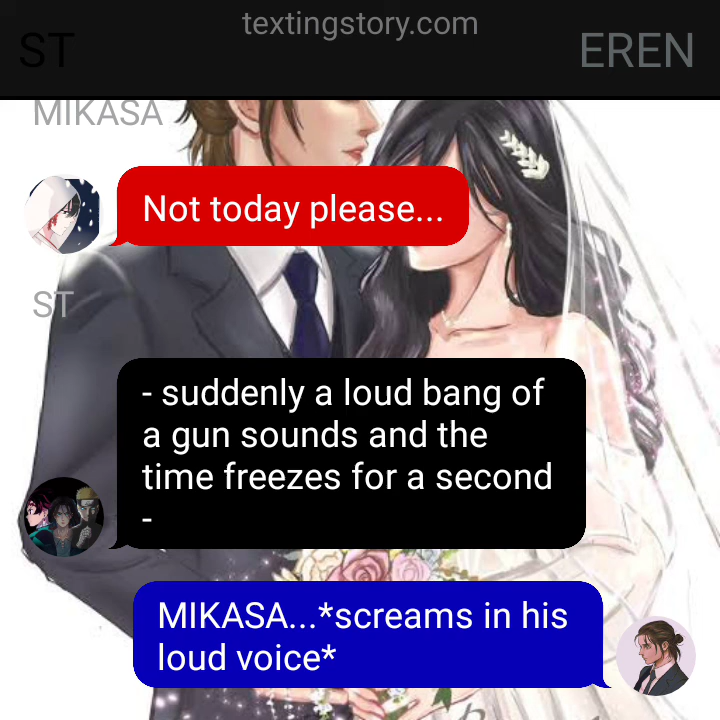 textingstory.com
ST
EREN
MIKASA
Not today please...
ST
- suddenly a loud bang of
a gun sounds and the
time freezes for a second
-
MIKASA...*screams in his
loud voice*